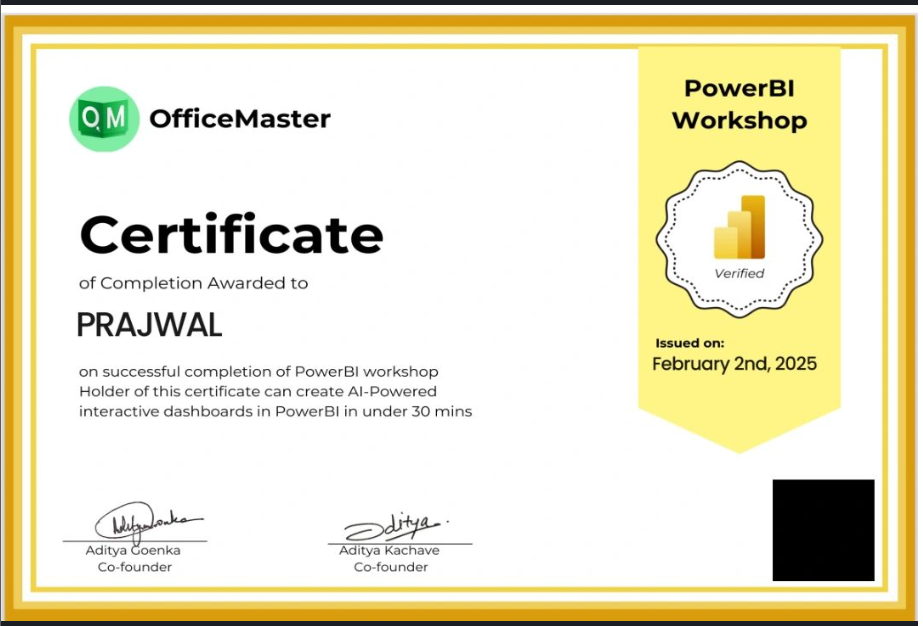 QM OfficeMaster
Certificate
of Completion Awarded to
PRAJWAL
on successful completion of PowerBI workshop
Holder of this certificate can create AI-Powered
interactive dashboards in PowerBI in under 30 mins
Aditya Goenka
Co-founder
Aditya
Aditya Kachave
Co-founder
PowerBI
Workshop
Verified
Issued on:
February 2nd, 2025